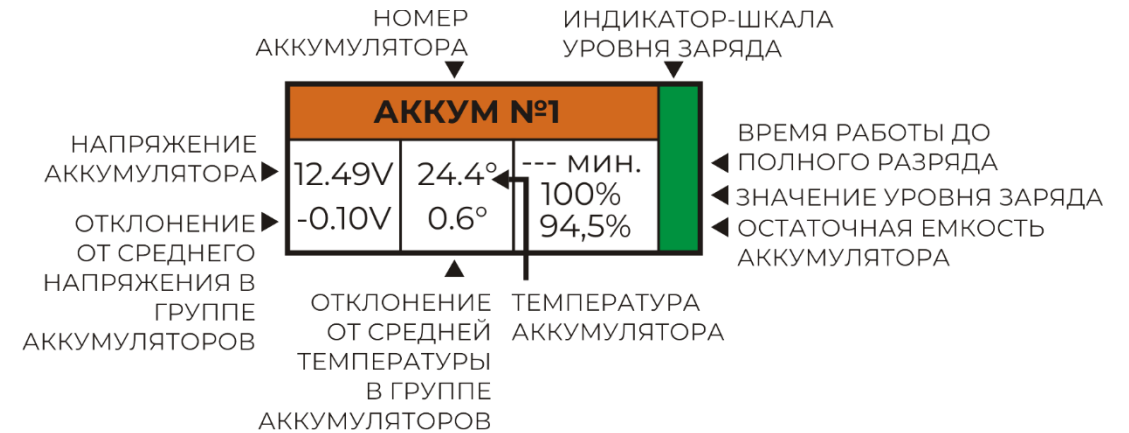 НОМЕР
АККУМУЛЯТОРА
ИНДИКАТОР-ШКАЛА
УРОВНЯ ЗАРЯДА
АККУМ №1
НАПРЯЖЕНИЕ
АККУМУЛЯТОРА
ОТКЛОНЕНИЕ
ОТ СРЕДНЕГО
НАПРЯЖЕНИЯ В
ГРУППЕ
АККУМУЛЯТОРОВ
12.49V
-0.10V
24.4°
0.6°
--- мин.
100%
94,5%
ВРЕМЯ РАБОТЫ ДО
ПОЛНОГО РАЗРЯДА
ЗНАЧЕНИЕ УРОВНЯ ЗАРЯДА
ОСТАТОЧНАЯ ЕМКОСТЬ
АККУМУЛЯТОРА
ОТКЛОНЕНИЕ
ОТ СРЕДНЕЙ
ТЕМПЕРАТУРЫ
В ГРУППЕ
АККУМУЛЯТОРОВ
ТЕМПЕРАТУРА
АККУМУЛЯТОРА